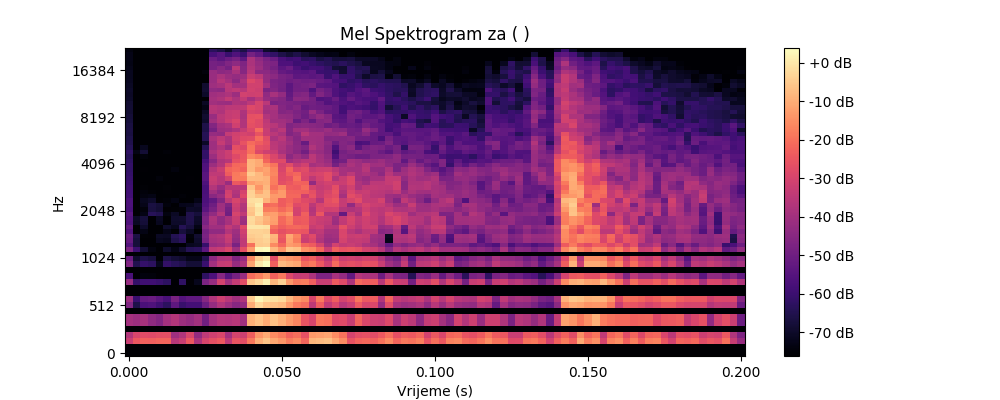 Mel Spektrogram za ( )
Hz
16384
8192
4096
2048
1024
512
0
0.000
0.050
0.100
0.150
0.200
Vrijeme (s)
+0 dB
-10 dB
-20 dB
-30 dB
-40 dB
-50 dB
-60 dB
-70 dB